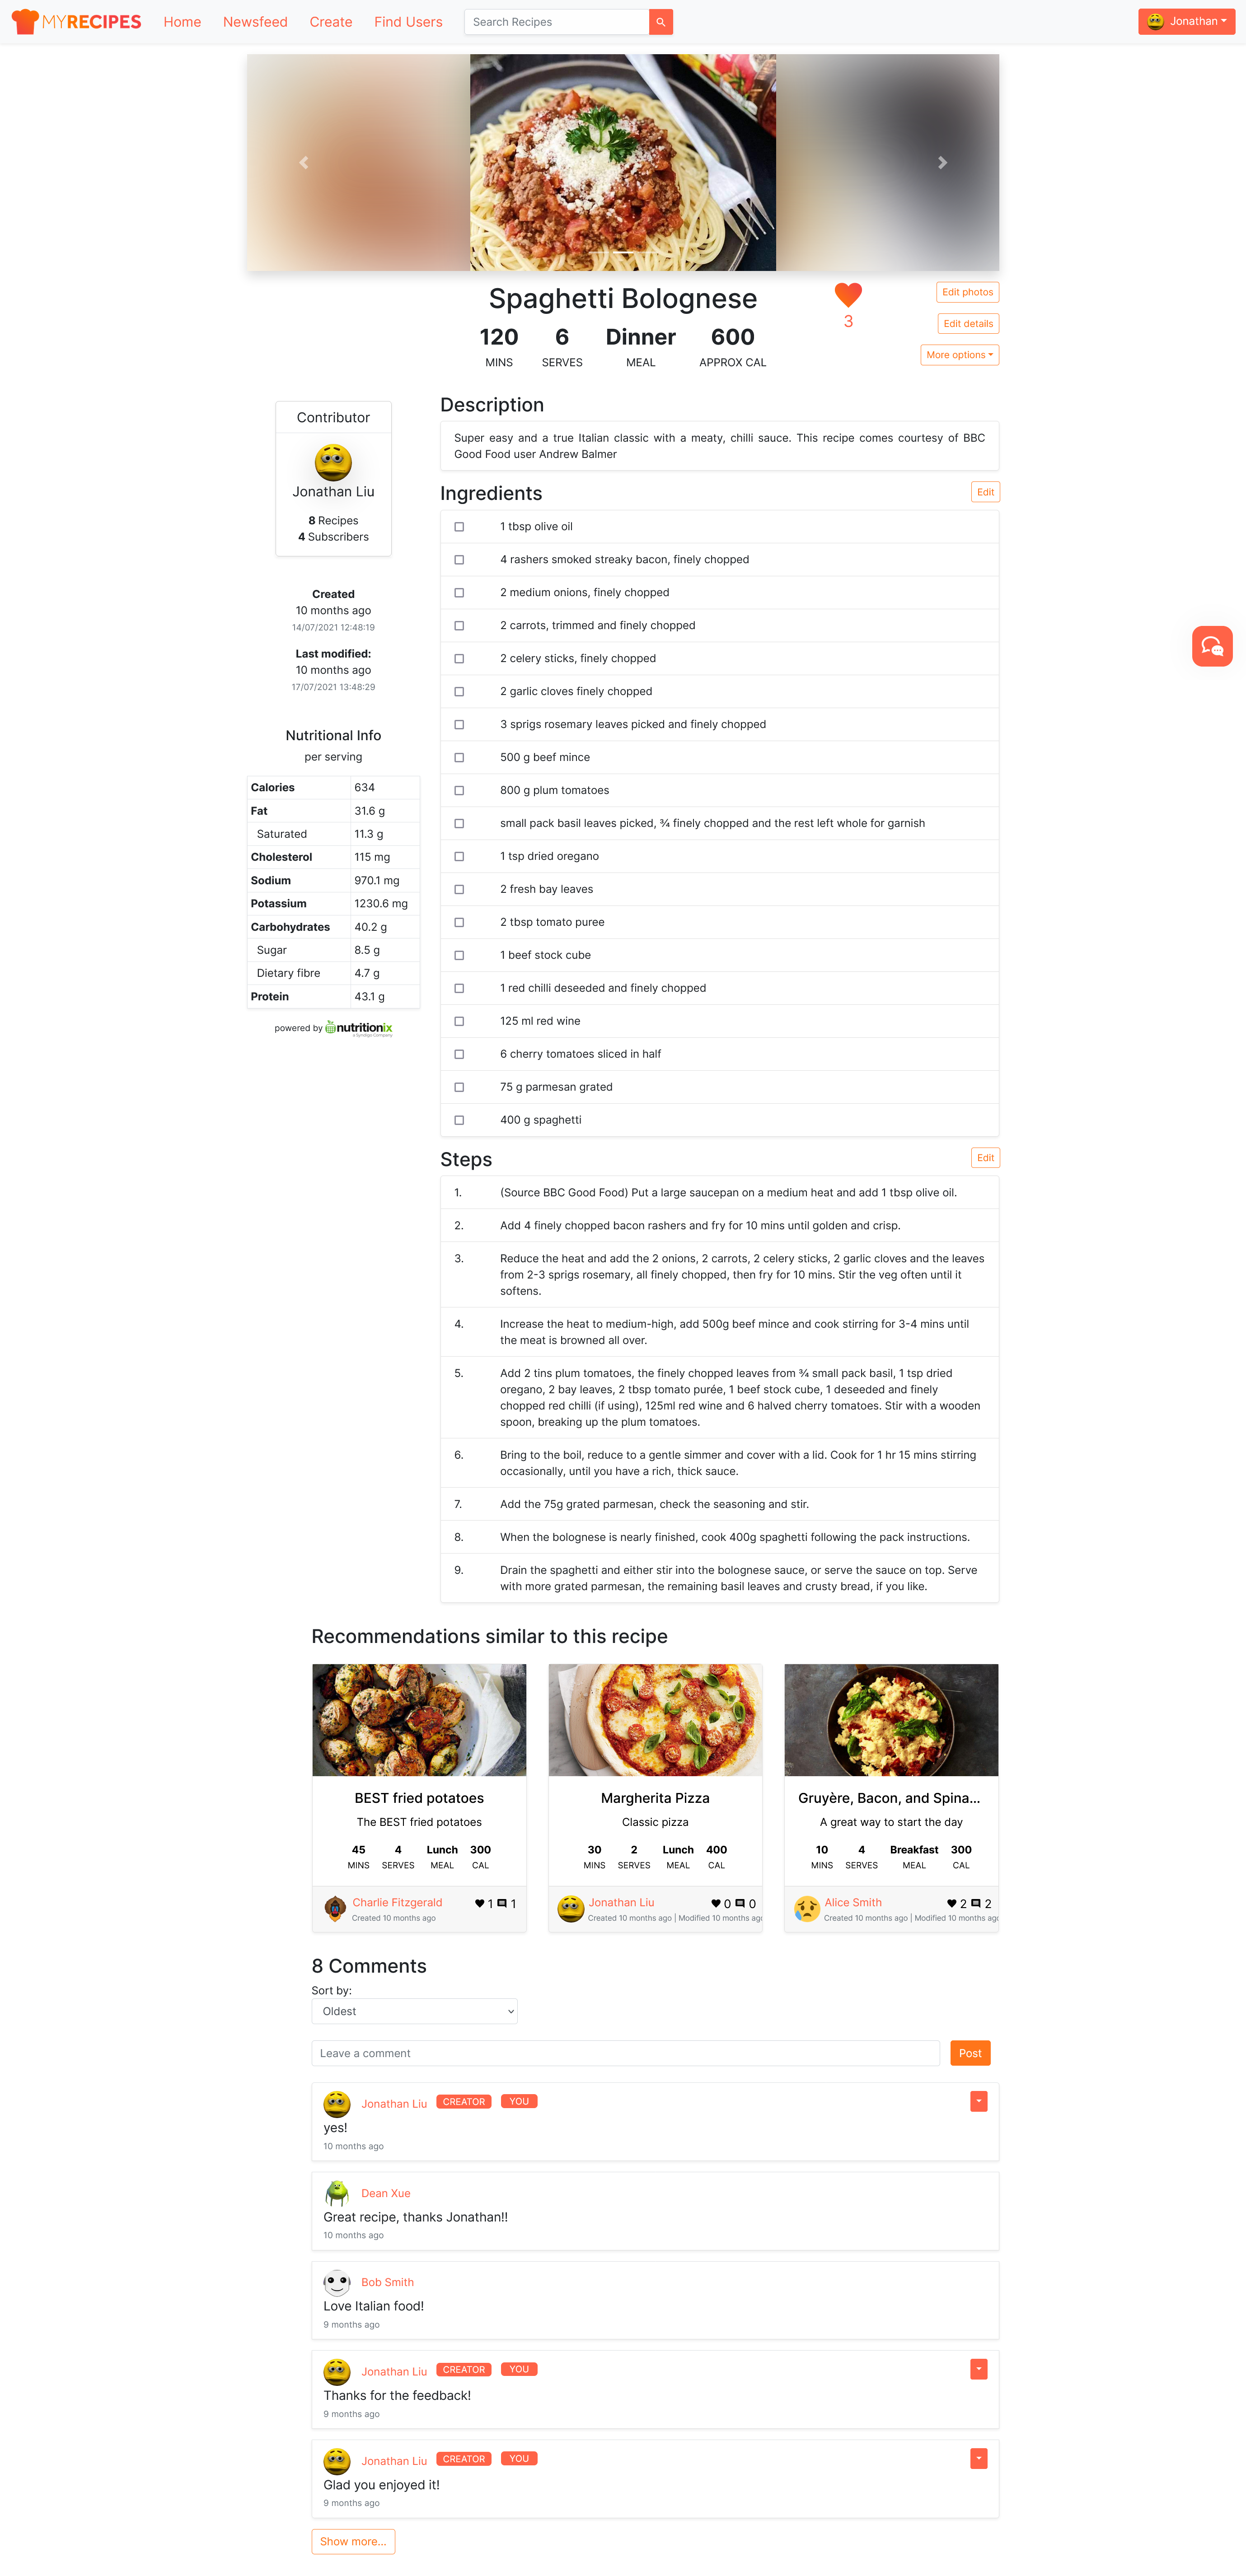 MYRECIPES
Home
Newsfeed
Create
Find Users
Search Recipes
Jonathan
Spaghetti Bolognese
3
120
6
Dinner
600
MINS
SERVES
MEAL
APPROX CAL
Edit photos
Edit details
More options
Contributor
Jonathan Liu
8 Recipes
4 Subscribers
Created
10 months ago
14/07/2021 12:48:19
Last modified:
10 months ago
17/07/2021 13:48:29
Nutritional Info
per serving
Calories 634
Fat 31.6 g
Saturated 11.3 g
Cholesterol 115 mg
Sodium 970.1 mg
Potassium 1230.6 mg
Carbohydrates 40.2 g
Sugar 8.5 g
Dietary fibre 4.7 g
Protein 43.1 g
powered by nutritionix
a Syndigo Company
Description
Super easy and a true Italian classic with a meaty, chilli sauce. This recipe comes courtesy of BBC
Good Food user Andrew Balmer
Ingredients
Edit
1 tbsp olive oil
4 rashers smoked streaky bacon, finely chopped
2 medium onions, finely chopped
2 carrots, trimmed and finely chopped
2 celery sticks, finely chopped
2 garlic cloves finely chopped
3 sprigs rosemary leaves picked and finely chopped
500 g beef mince
800 g plum tomatoes
small pack basil leaves picked, ¾ finely chopped and the rest left whole for garnish
1 tsp dried oregano
2 fresh bay leaves
2 tbsp tomato puree
1 beef stock cube
1 red chilli deseeded and finely chopped
125 ml red wine
6 cherry tomatoes sliced in half
75 g parmesan grated
400 g spaghetti
Steps
Edit
1. (Source BBC Good Food) Put a large saucepan on a medium heat and add 1 tbsp olive oil.
2. Add 4 finely chopped bacon rashers and fry for 10 mins until golden and crisp.
3. Reduce the heat and add the 2 onions, 2 carrots, 2 celery sticks, 2 garlic cloves and the leaves
from 2-3 sprigs rosemary, all finely chopped, then fry for 10 mins. Stir the veg often until it
softens.
4. Increase the heat to medium-high, add 500g beef mince and cook stirring for 3-4 mins until
the meat is browned all over.
5. Add 2 tins plum tomatoes, the finely chopped leaves from ¾ small pack basil, 1 tsp dried
oregano, 2 bay leaves, 2 tbsp tomato purée, 1 beef stock cube, 1 deseeded and finely
chopped red chilli (if using), 125ml red wine and 6 halved cherry tomatoes. Stir with a wooden
spoon, breaking up the plum tomatoes.
6. Bring to the boil, reduce to a gentle simmer and cover with a lid. Cook for 1 hr 15 mins stirring
occasionally, until you have a rich, thick sauce.
7. Add the 75g grated parmesan, check the seasoning and stir.
8. When the bolognese is nearly finished, cook 400g spaghetti following the pack instructions.
9. Drain the spaghetti and either stir into the bolognese sauce, or serve the sauce on top. Serve
with more grated parmesan, the remaining basil leaves and crusty bread, if you like.
Recommendations similar to this recipe
BEST fried potatoes
The BEST fried potatoes
45 4 Lunch 300
MINS SERVES MEAL CAL
Charlie Fitzgerald
1 1
Created 10 months ago
Margherita Pizza
Classic pizza
30 2 Lunch 400
MINS SERVES MEAL CAL
Jonathan Liu
0 0
Created 10 months ago | Modified 10 months ago
Gruyère, Bacon, and Spina...
A great way to start the day
10 4 Breakfast 300
MINS SERVES MEAL CAL
Alice Smith
2 2
Created 10 months ago | Modified 10 months ago
8 Comments
Sort by:
Oldest
Leave a comment
Post
Jonathan Liu CREATOR YOU
yes!
10 months ago
Dean Xue
Great recipe, thanks Jonathan!!
10 months ago
Bob Smith
Love Italian food!
9 months ago
Jonathan Liu CREATOR YOU
Thanks for the feedback!
9 months ago
Jonathan Liu CREATOR YOU
Glad you enjoyed it!
9 months ago
Show more...